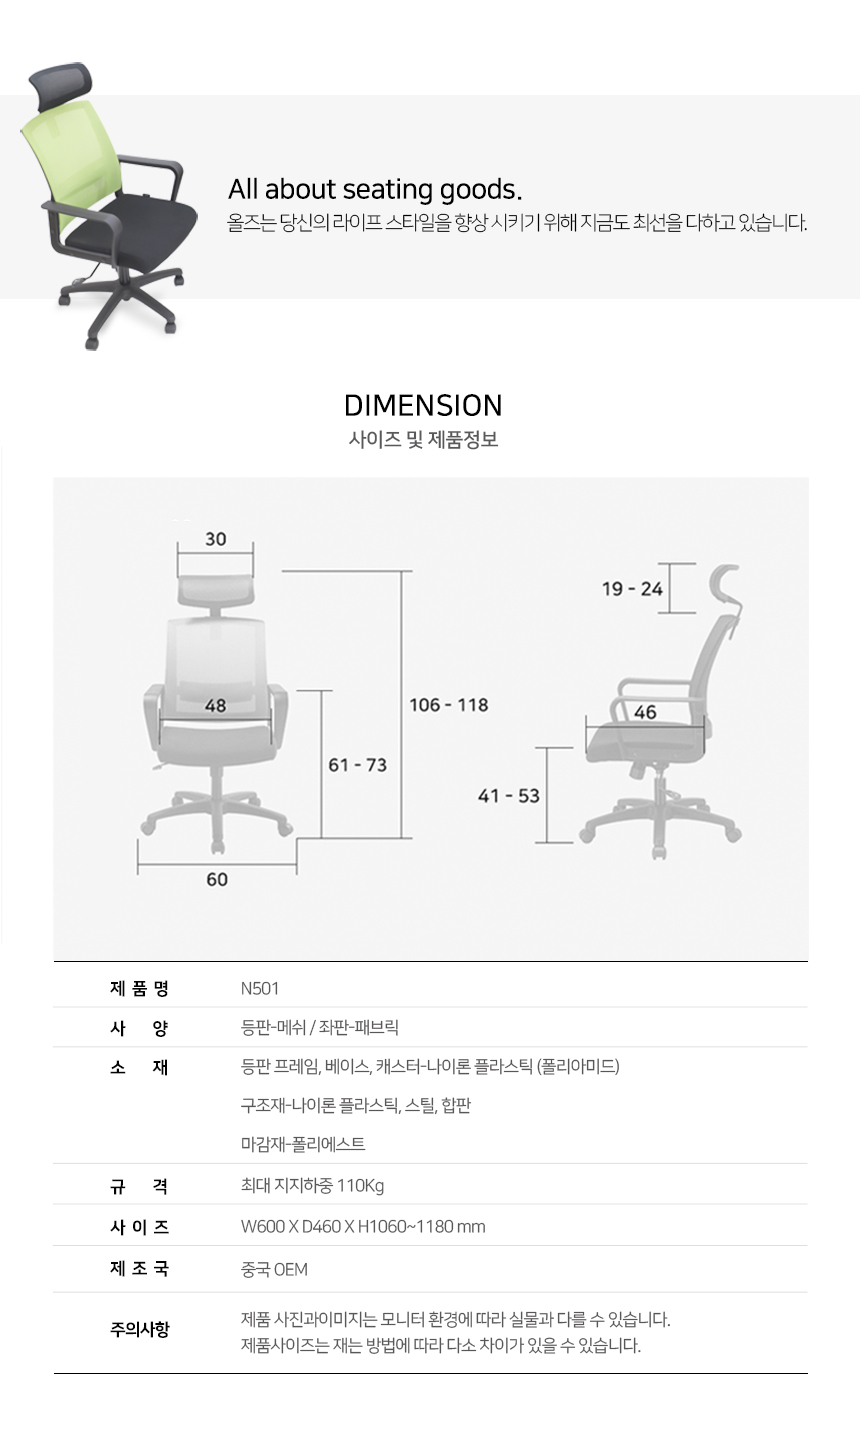 All about seating goods.
올즈는 당신의 라이프 스타일을 향상 시키기 위해 지금도 최선을 다하고 있습니다.
DIMENSION
사이즈 및 제품정보
30
19 - 24
48
106 - 118
46
61 - 73
41 - 53
60
제 품 명 N501
사 양 등판-메쉬 / 좌판-패브릭
소 재 등판 프레임, 베이스, 캐스터-나이론 플라스틱 (폴리아미드)
구조재-나이론 플라스틱, 스틸, 합판
마감재-폴리에스트
규 격 최대 지지하중 110Kg
사 이 즈 W600 X D460 X H1060~1180 mm
제 조 국 중국 OEM
주의사항 제품 사진과이미지는 모니터 환경에 따라 실물과 다를 수 있습니다.
제품사이즈는 재는 방법에 따라 다소 차이가 있을 수 있습니다.